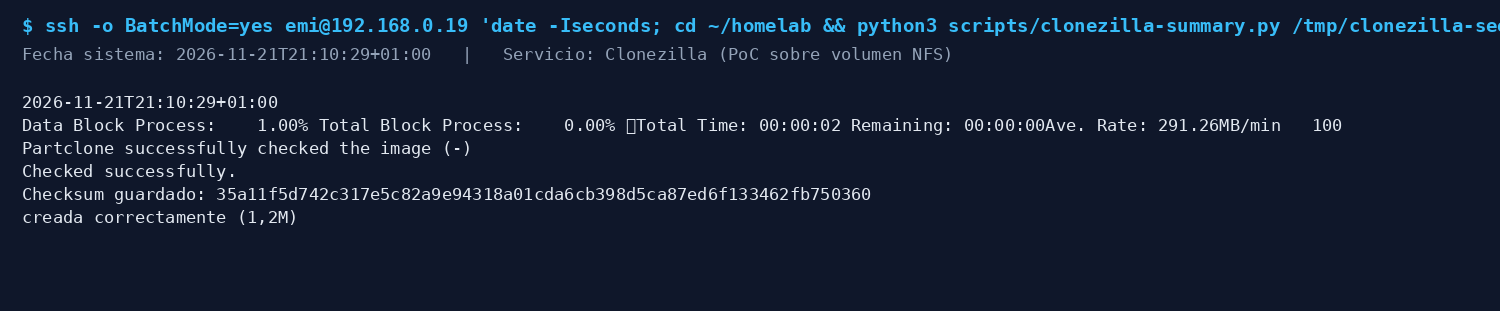 $ ssh -o BatchMode=yes emi@192.168.0.19 'date -Iseconds; cd ~/homelab && python3 scripts/clonezilla-summary.py /tmp/clonezilla-se
Fecha sistema: 2026-11-21T21:10:29+01:00   |   Servicio: Clonezilla (PoC sobre volumen NFS)
2026-11-21T21:10:29+01:00
Data Block Process:    1.00% Total Block Process:    0.00% □Total Time: 00:00:02 Remaining: 00:00:00Ave. Rate: 291.26MB/min   100
Partclone successfully checked the image (-)
Checked successfully.
Checksum guardado: 35a11f5d742c317e5c82a9e94318a01cda6cb398d5ca87ed6f133462fb750360
creada correctamente (1,2M)